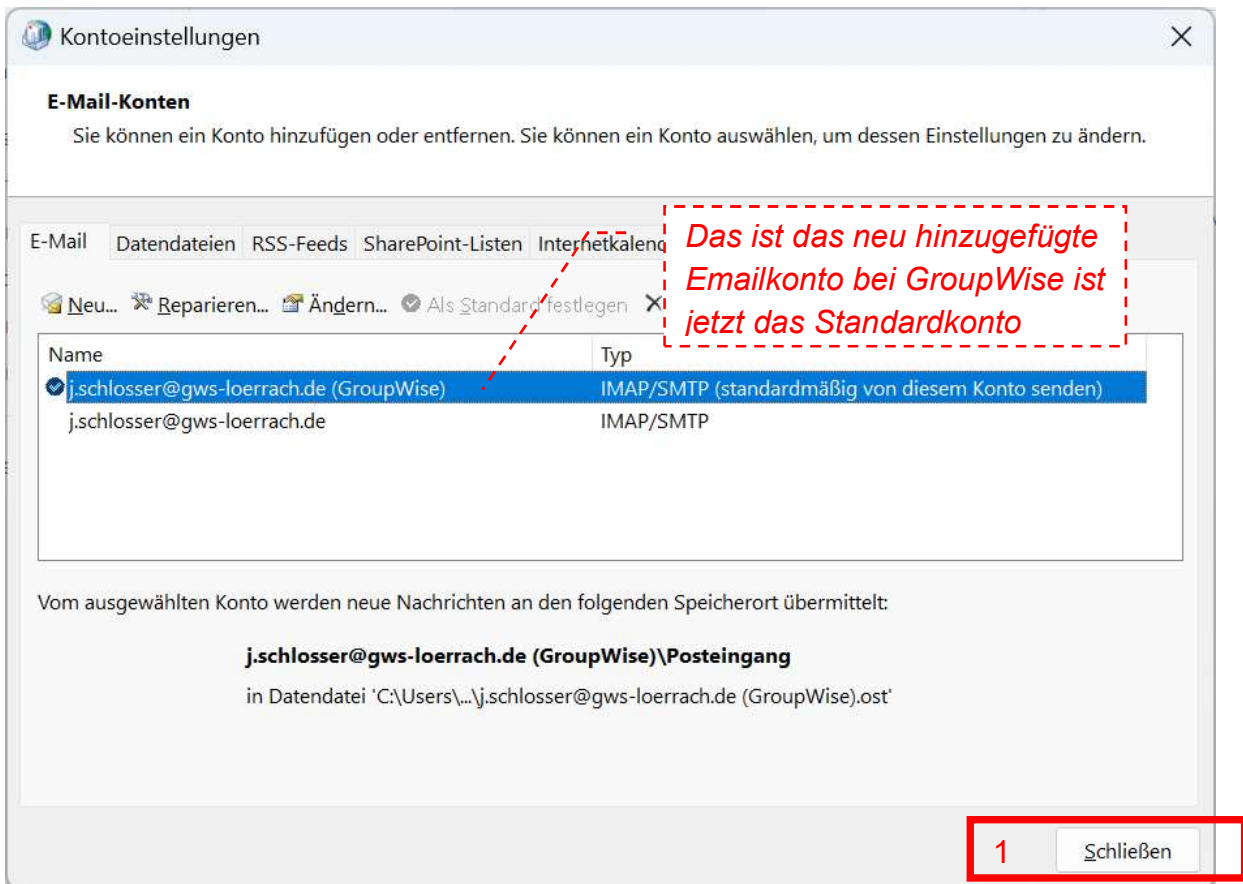 Kontoeinstellungen
E-Mail-Konten
Sie können ein Konto hinzufügen oder entfernen. Sie können ein Konto auswählen, um dessen Einstellungen zu ändern.
E-Mail Datendateien RSS-Feeds SharePoint-Listen Internetkalend
Das ist das neu hinzugefügte
Emailkonto bei GroupWise ist
jetzt das Standardkonto
Neu... Reparieren... Ändern... Als Standard festlegen
Name Typ
j.schlosser@gws-loerrach.de (GroupWise) IMAP/SMTP (standardmäßig von diesem Konto senden)
j.schlosser@gws-loerrach.de IMAP/SMTP
Vom ausgewählten Konto werden neue Nachrichten an den folgenden Speicherort übermittelt:
j.schlosser@gws-loerrach.de (GroupWise)\Posteingang
in Datendatei 'C:\Users\...\j.schlosser@gws-loerrach.de (GroupWise).ost'
1 Schließen